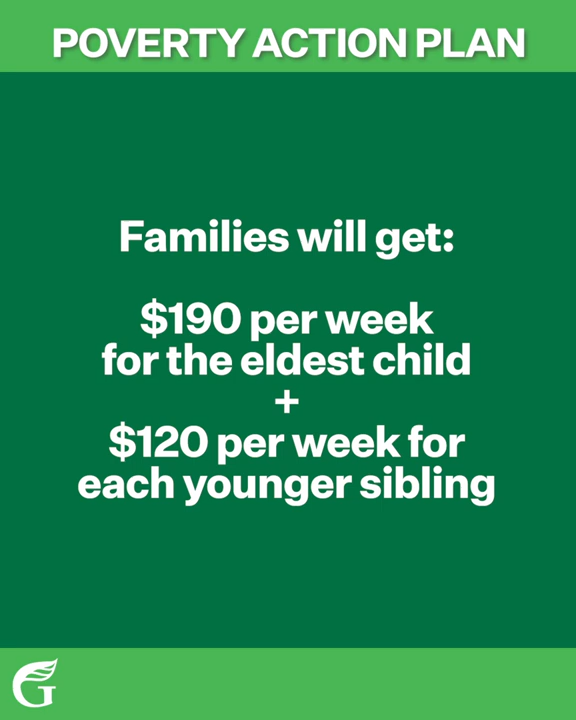 POVERTY ACTION PLAN
Families will get:
$190 per week
for the eldest child
+
$120 per week for
each younger sibling
G